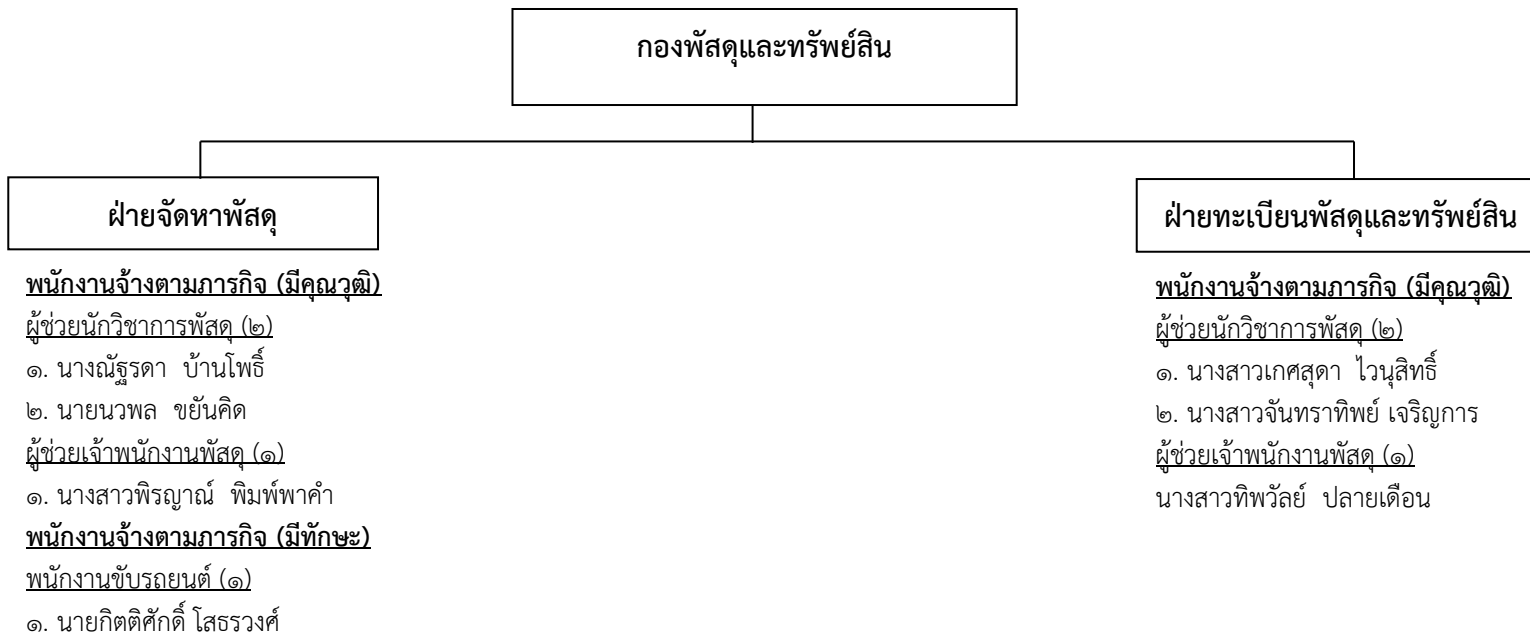 กองพัสดุและทรัพย์สิน
ฝ่ายจัดหาพัสดุ
พนักงานจ้างตามภารกิจ (มีคุณวุฒิ)
ผู้ช่วยนักวิชาการพัสดุ (๒)
๑. นางณัฐรดา บ้านโพธิ์
๒. นายนวพล ขยันคิด
ผู้ช่วยเจ้าพนักงานพัสดุ (๑)
๑. นางสาวพิรญาณ์ พิมพ์พาคำ
พนักงานจ้างตามภารกิจ (มีทักษะ)
พนักงานขับรถยนต์ (๑)
๑. นายกิตติศักดิ์ โสธรวงศ์
ฝ่ายทะเบียนพัสดุและทรัพย์สิน
พนักงานจ้างตามภารกิจ (มีคุณวุฒิ)
ผู้ช่วยนักวิชาการพัสดุ (๒)
๑. นางสาวเกศสุดา ไวนุสิทธิ์
๒. นางสาวจันทราทิพย์ เจริญการ
ผู้ช่วยเจ้าพนักงานพัสดุ (๑)
นางสาวทิพวัลย์ ปลายเดือน